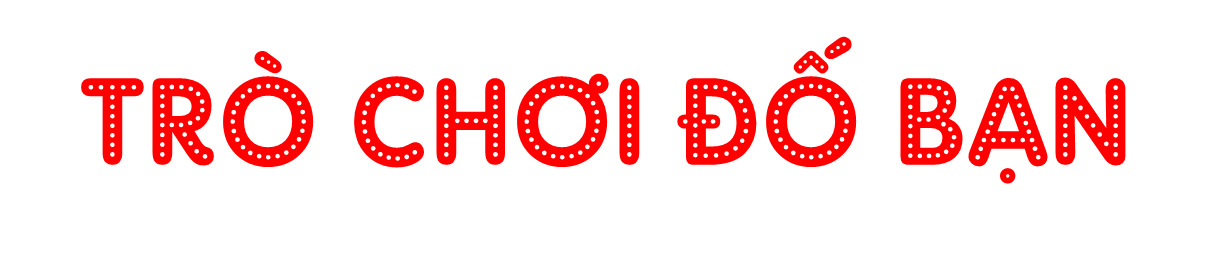 TRÒ CHƠI ĐỐ BẠN